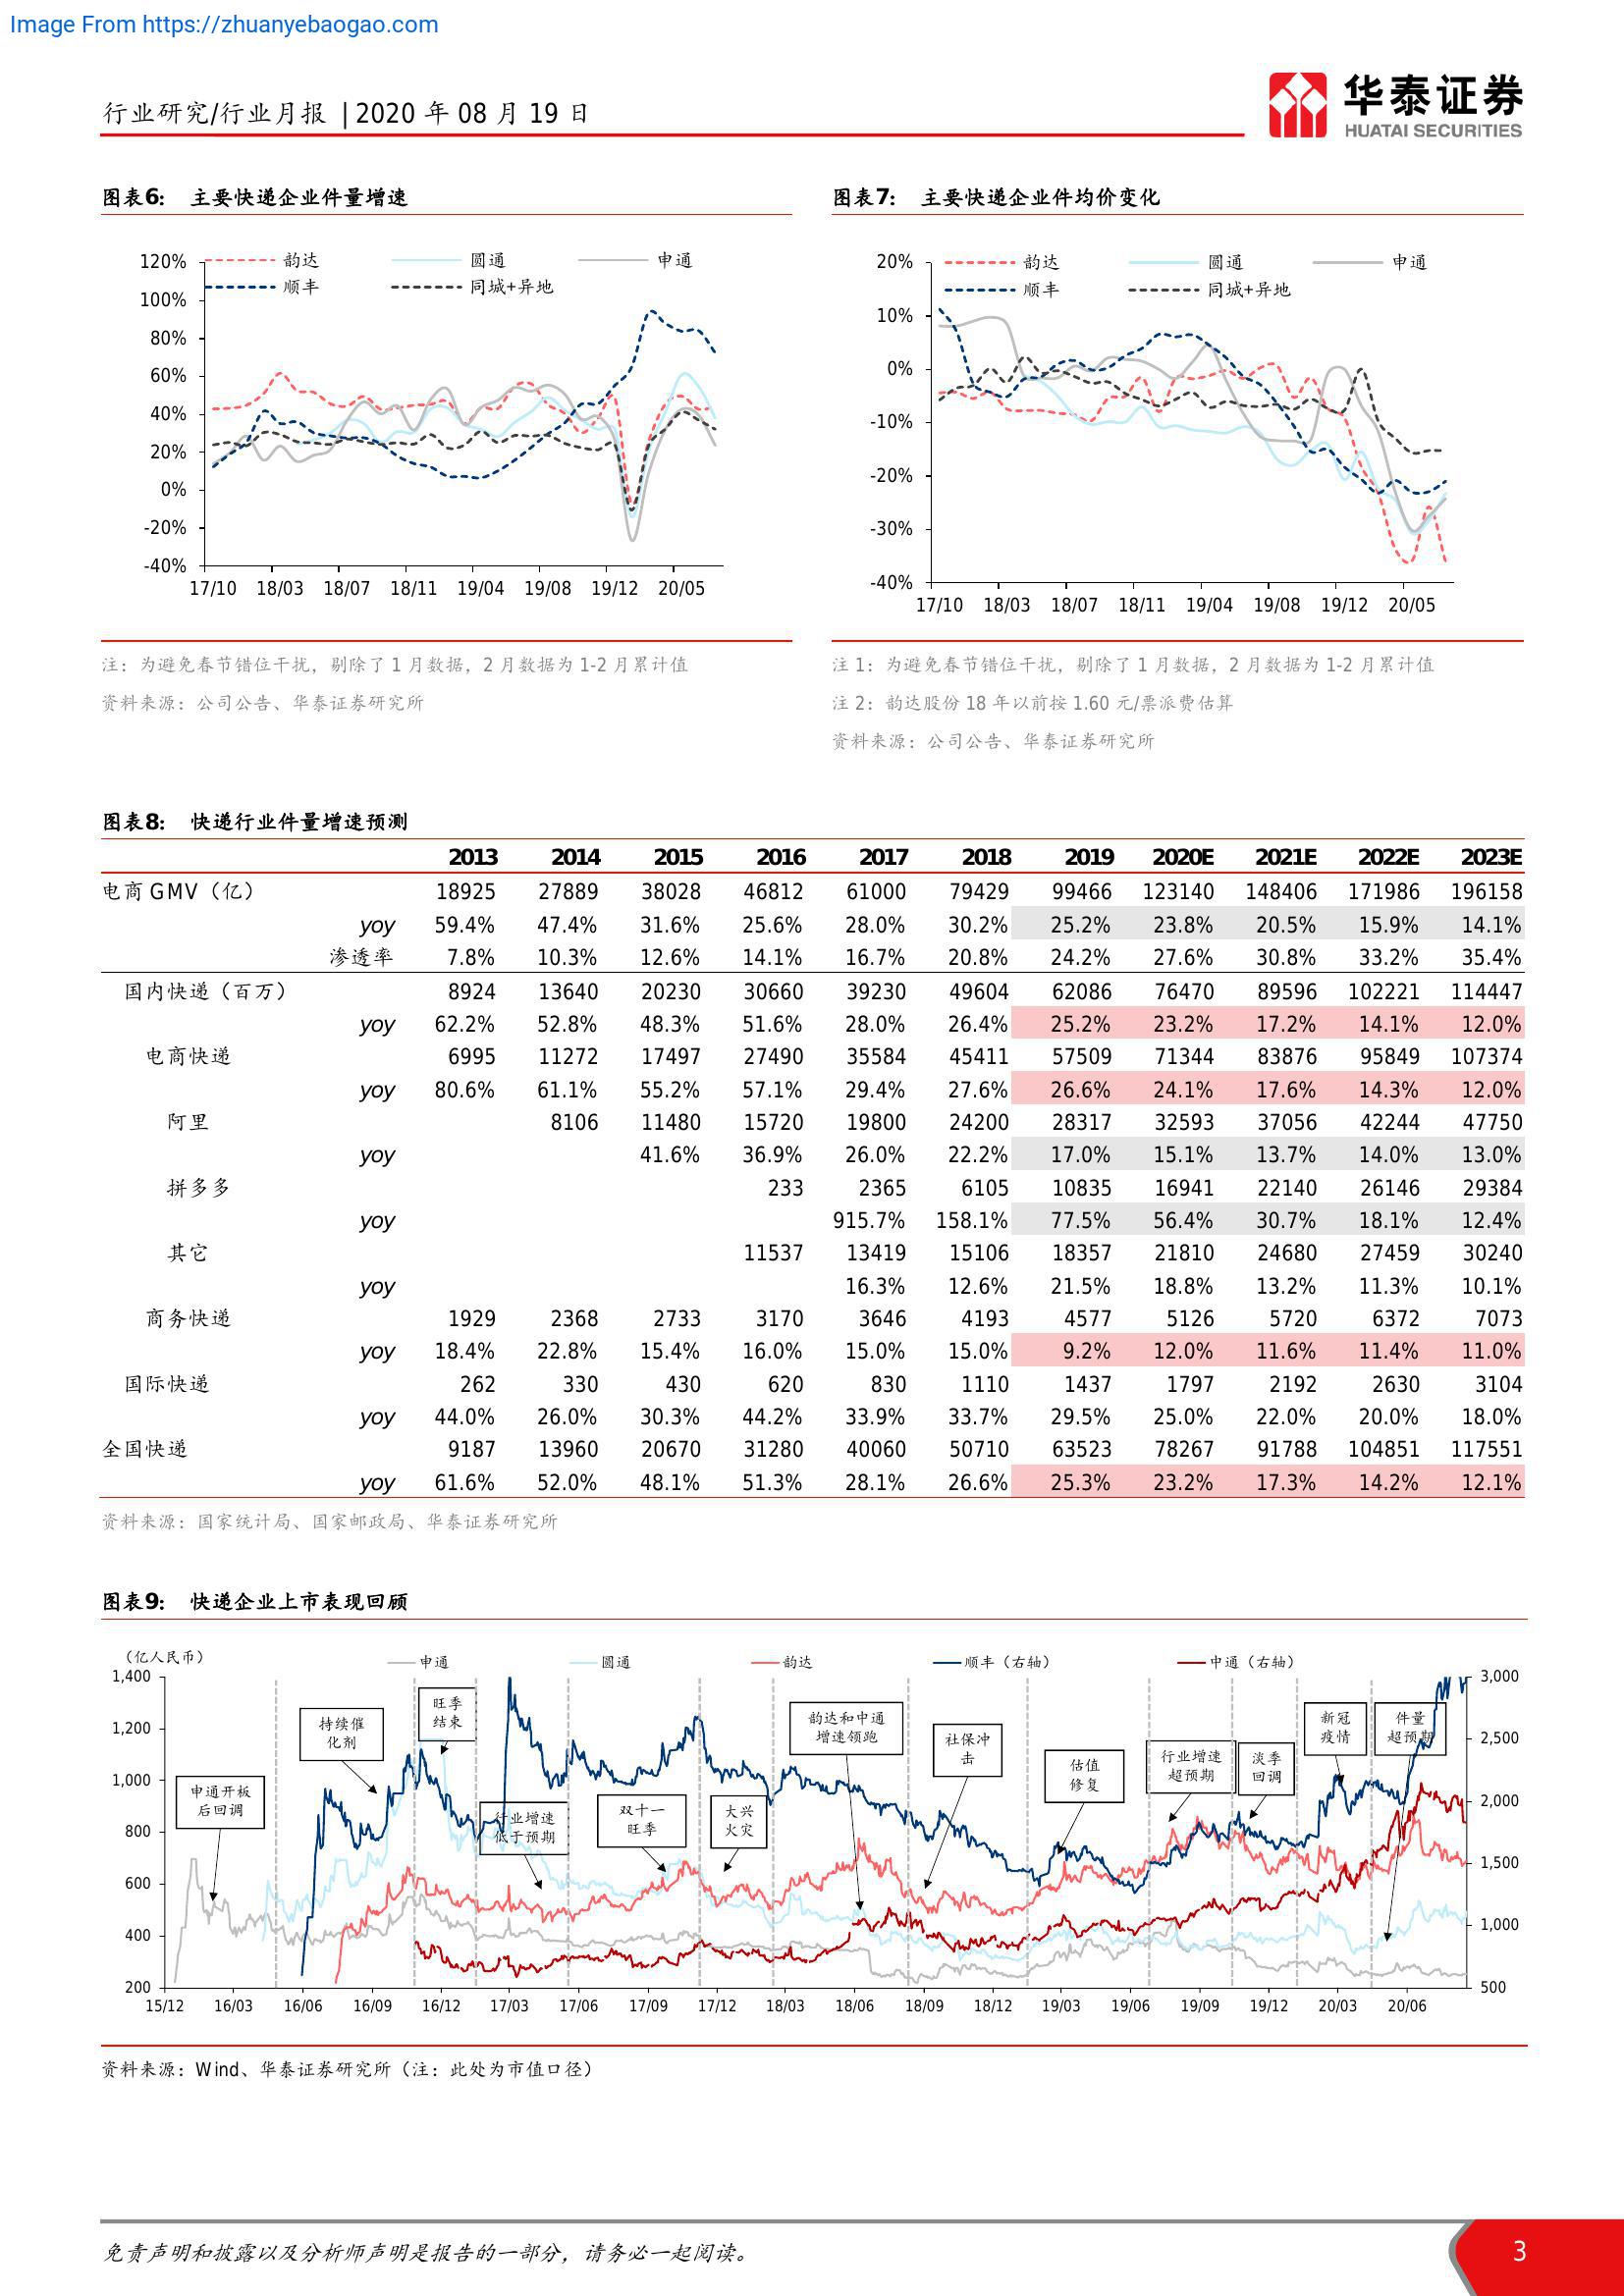 Image From https://zhuanyebaogao.com
行业研究/行业月报 | 2020 年 08 月 19 日
华泰证券
HUATAI SECURITIES
图表6: 主要快递企业件量增速
120% 100% 80% 60% 40% 20% 0% -20% -40%
韵达 圆通 申通
顺丰 同城+异地
17/10 18/03 18/07 18/11 19/04 19/08 19/12 20/05
注：为避免春节错位干扰，剔除了 1 月数据，2 月数据为 1-2 月累计值
资料来源：公司公告、华泰证券研究所
图表7: 主要快递企业件均价变化
20% 10% 0% -10% -20% -30% -40%
韵达 圆通 申通
顺丰 同城+异地
17/10 18/03 18/07 18/11 19/04 19/08 19/12 20/05
注 1：为避免春节错位干扰，剔除了 1 月数据，2 月数据为 1-2 月累计值
注 2：韵达股份 18 年以前按 1.60 元/票派费估算
资料来源：公司公告、华泰证券研究所
图表8: 快递行业件量增速预测
2013 2014 2015 2016 2017 2018 2019 2020E 2021E 2022E 2023E
电商 GMV（亿） 18925 27889 38028 46812 61000 79429 99466 123140 148406 171986 196158
yoy 59.4% 47.4% 31.6% 25.6% 28.0% 30.2% 25.2% 23.8% 20.5% 15.9% 14.1%
渗透率 7.8% 10.3% 12.6% 14.1% 16.7% 20.8% 24.2% 27.6% 30.8% 33.2% 35.4%
国内快递（百万） 8924 13640 20230 30660 39230 49604 62086 76470 89596 102221 114447
yoy 62.2% 52.8% 48.3% 51.6% 28.0% 26.4% 25.2% 23.2% 17.2% 14.1% 12.0%
电商快递 6995 11272 17497 27490 35584 45411 57509 71344 83876 95849 107374
yoy 80.6% 61.1% 55.2% 57.1% 29.4% 27.6% 26.6% 24.1% 17.6% 14.3% 12.0%
阿里 8106 11480 15720 19800 24200 28317 32593 37056 42244 47750
yoy 41.6% 36.9% 26.0% 22.2% 17.0% 15.1% 13.7% 14.0% 13.0%
拼多多 233 2365 6105 10835 16941 22140 26146 29384
yoy 915.7% 158.1% 77.5% 56.4% 30.7% 18.1% 12.4%
其它 11537 13419 15106 18357 21810 24680 27459 30240
yoy 16.3% 12.6% 21.5% 18.8% 13.2% 11.3% 10.1%
商务快递 1929 2368 2733 3170 3646 4193 4577 5126 5720 6372 7073
yoy 18.4% 22.8% 15.4% 16.0% 15.0% 15.0% 9.2% 12.0% 11.6% 11.4% 11.0%
国际快递 262 330 430 620 830 1110 1437 1797 2192 2630 3104
yoy 44.0% 26.0% 30.3% 44.2% 33.9% 33.7% 29.5% 25.0% 22.0% 20.0% 18.0%
全国快递 9187 13960 20670 31280 40060 50710 63523 78267 91788 104851 117551
yoy 61.6% 52.0% 48.1% 51.3% 28.1% 26.6% 25.3% 23.2% 17.3% 14.2% 12.1%
资料来源：国家统计局、国家邮政局、华泰证券研究所
图表9: 快递企业上市表现回顾
（亿人民币）
申通 圆通 韵达 顺丰（右轴） 中通（右轴）
1,400 1,200 1,000 800 600 400 200
3,000 2,500 2,000 1,500 1,000 500
申通开板
后回调
持续催
化剂
旺季
结束
行业增速
低于预期
双十一
旺季
大兴
火灾
韵达和中通
增速领跑
社保冲
击
估值
修复
行业增速
超预期
淡季
回调
新冠
疫情
件量
超预期
15/12 16/03 16/06 16/09 16/12 17/03 17/06 17/09 17/12 18/03 18/06 18/09 18/12 19/03 19/06 19/09 19/12 20/03 20/06
资料来源：Wind、华泰证券研究所（注：此处为市值口径）
免责声明和披露以及分析师声明是报告的一部分，请务必一起阅读。
3